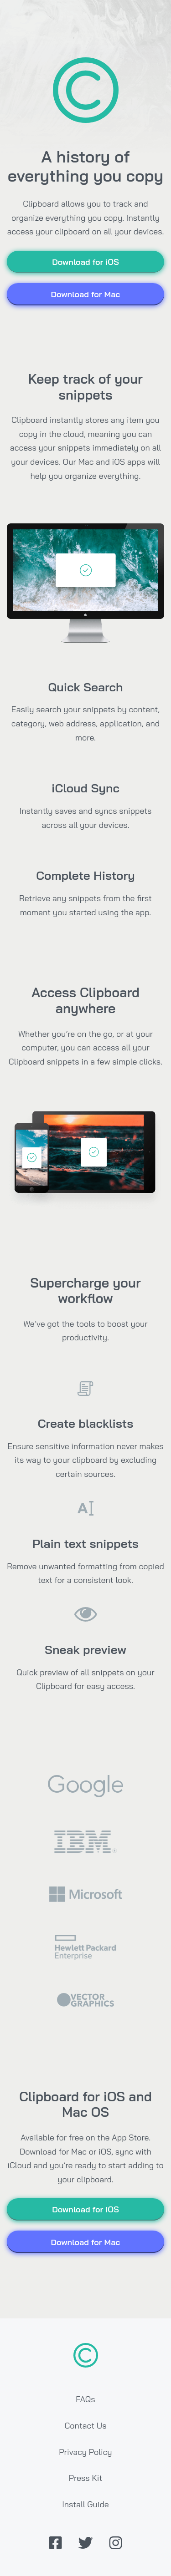 A history of
everything you copy
Clipboard allows you to track and
organize everything you copy. Instantly
access your clipboard on all your devices.
Download for iOS
Download for Mac
Keep track of your
snippets
Clipboard instantly stores any item you
copy in the cloud, meaning you can
access your snippets immediately on all
your devices. Our Mac and iOS apps will
help you organize everything.
Quick Search
Easily search your snippets by content,
category, web address, application, and
more.
iCloud Sync
Instantly saves and syncs snippets
across all your devices.
Complete History
Retrieve any snippets from the first
moment you started using the app.
Access Clipboard
anywhere
Whether you're on the go, or at your
computer, you can access all your
Clipboard snippets in a few simple clicks.
Supercharge your
workflow
We've got the tools to boost your
productivity.
Create blacklists
Ensure sensitive information never makes
its way to your clipboard by excluding
certain sources.
A
Plain text snippets
Remove unwanted formatting from copied
text for a consistent look.
Sneak preview
Quick preview of all snippets on your
Clipboard for easy access.
Google
IBM
Microsoft
Hewlett Packard
Enterprise
VECTOR
GRAPHICS
Clipboard for iOS and
Mac OS
Available for free on the App Store.
Download for Mac or iOS, sync with
iCloud and you're ready to start adding to
your clipboard.
Download for iOS
Download for Mac
FAQs
Contact Us
Privacy Policy
Press Kit
Install Guide